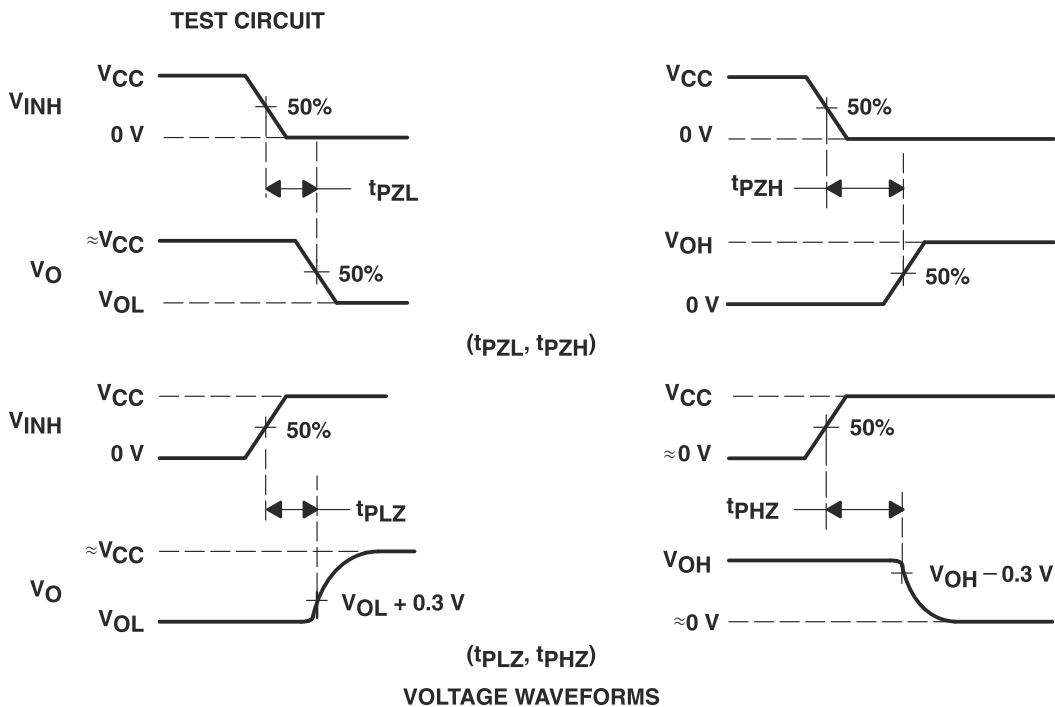 TEST CIRCUIT
VCC
VINH
50%
0 V
tPZL
≈VCC
VO
50%
VOL
VCC
50%
0 V
tPZH
VOH
50%
0 V
(tPZL, tPZH)
VCC
VINH
50%
0 V
tPLZ
≈VCC
VO
VOL + 0.3 V
VOL
VCC
50%
≈0 V
tPHZ
VOH
VOH – 0.3 V
≈0 V
(tPLZ, tPHZ)
VOLTAGE WAVEFORMS